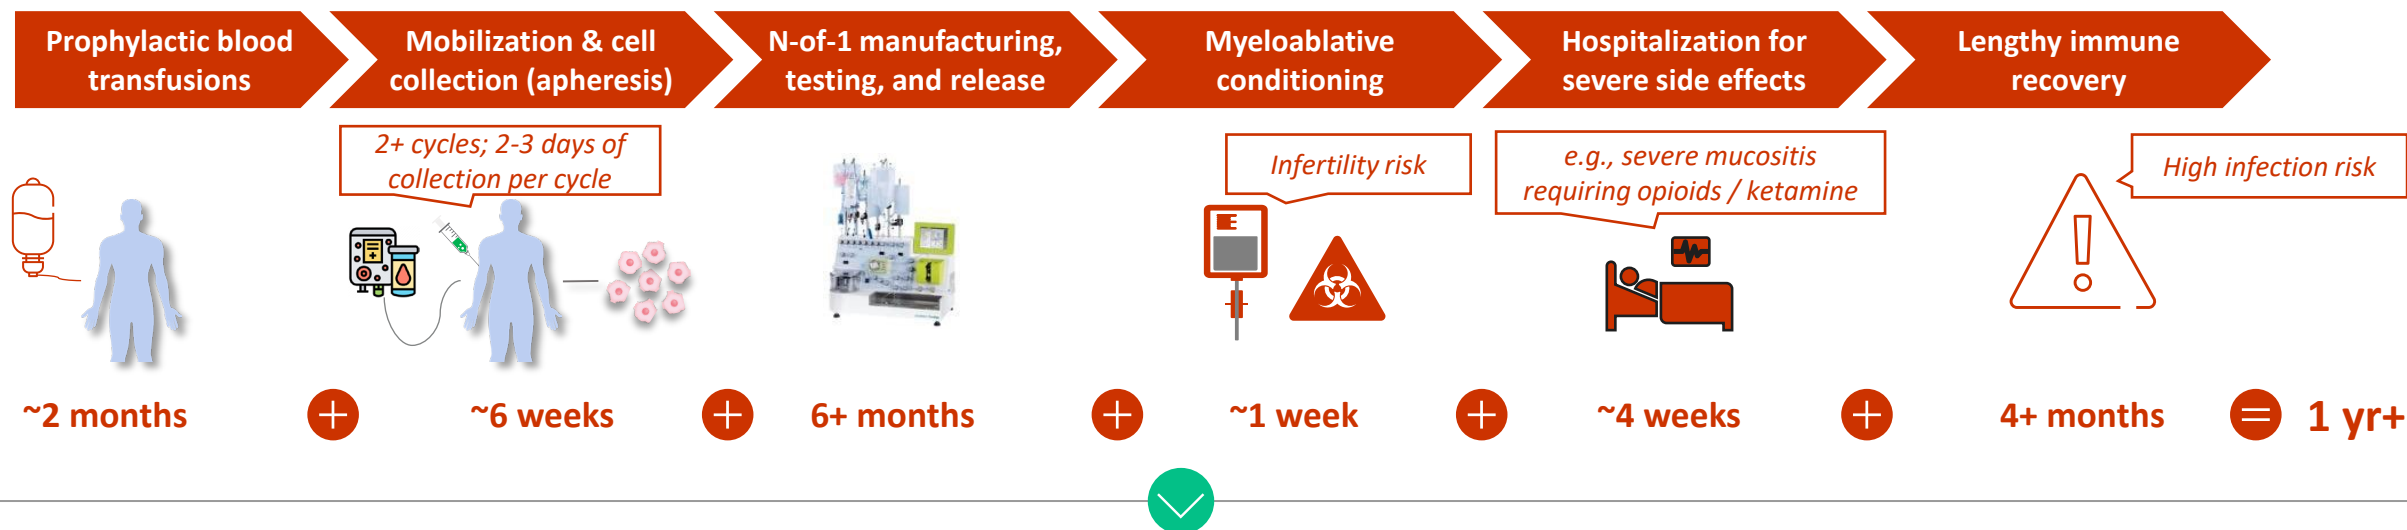 Prophylactic blood
transfusions
Mobilization & cell
collection (apheresis)
N-of-1 manufacturing,
testing, and release
Myeloablative
conditioning
Hospitalization for
severe side effects
Lengthy immune
recovery
2+ cycles; 2-3 days of
collection per cycle
Infertility risk
e.g., severe mucositis
requiring opioids / ketamine
High infection risk
~2 months
+
~6 weeks
+
6+ months
+
~1 week
+
~4 weeks
+
4+ months
=
1 yr+